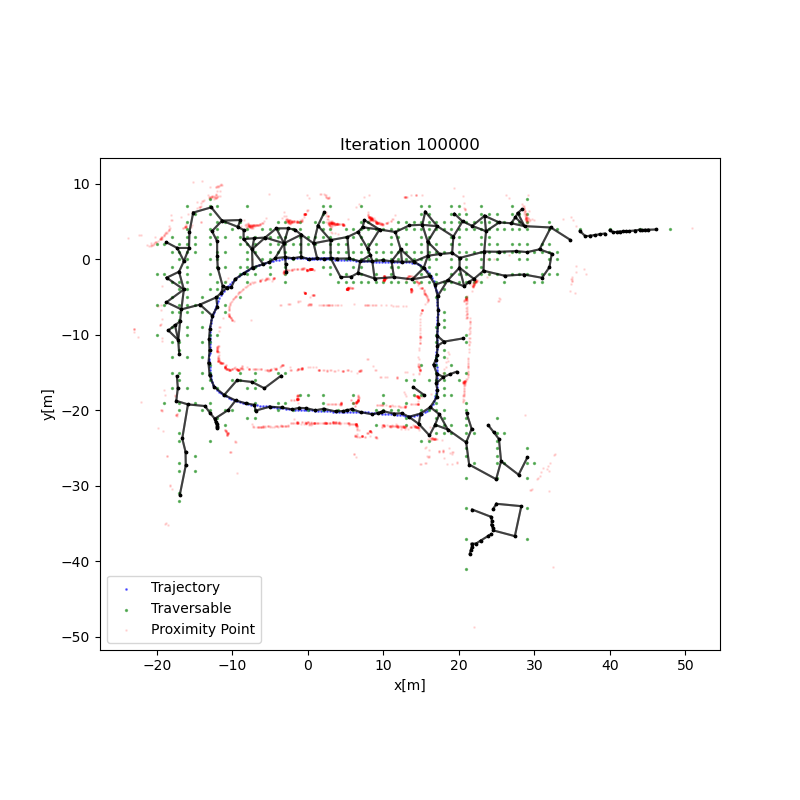 Iteration 100000
10
0
−10
−20
−30
−40
−50
y[m]
Trajectory
Traversable
Proximity Point
−20 −10 0 10 20 30 40 50
x[m]